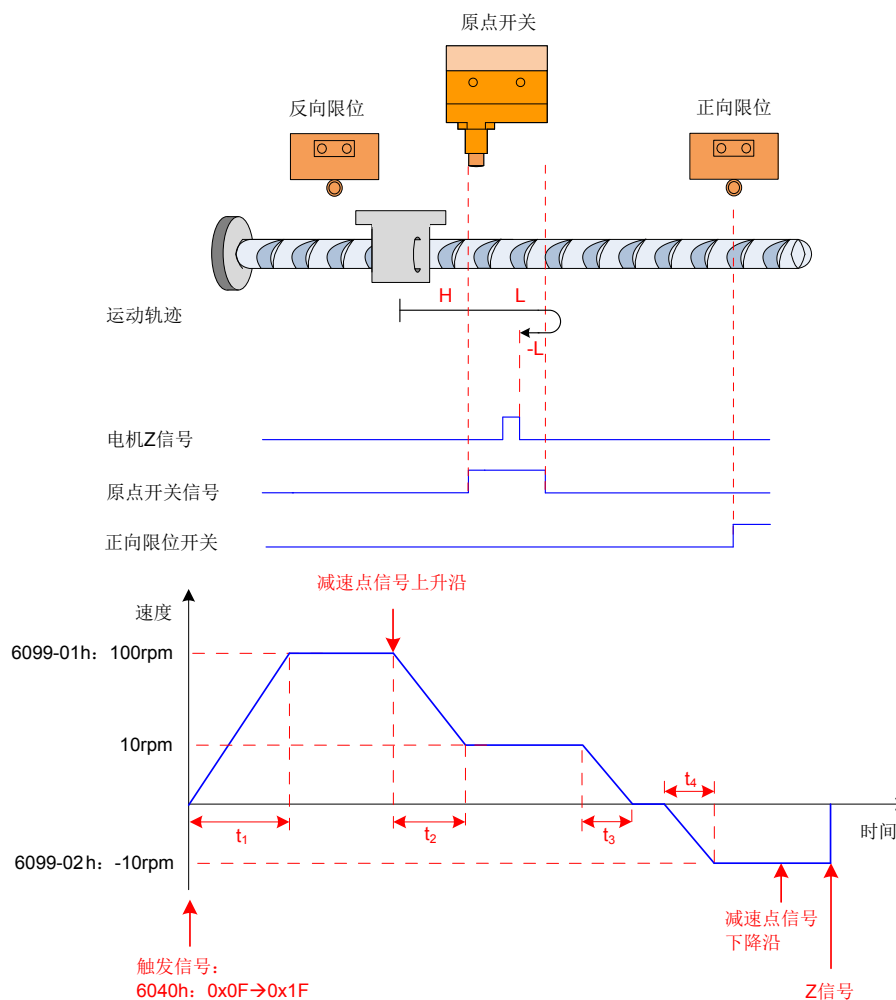 原点开关
反向限位
正向限位
H
L
运动轨迹
-L
电机Z信号
原点开关信号
正向限位开关
减速点信号上升沿
速度
6099-01h：100rpm
10rpm
t4
t1
t2
t3
时间
6099-02h：-10rpm
减速点信号
下降沿
触发信号：
6040h：0x0F→0x1F
Z信号